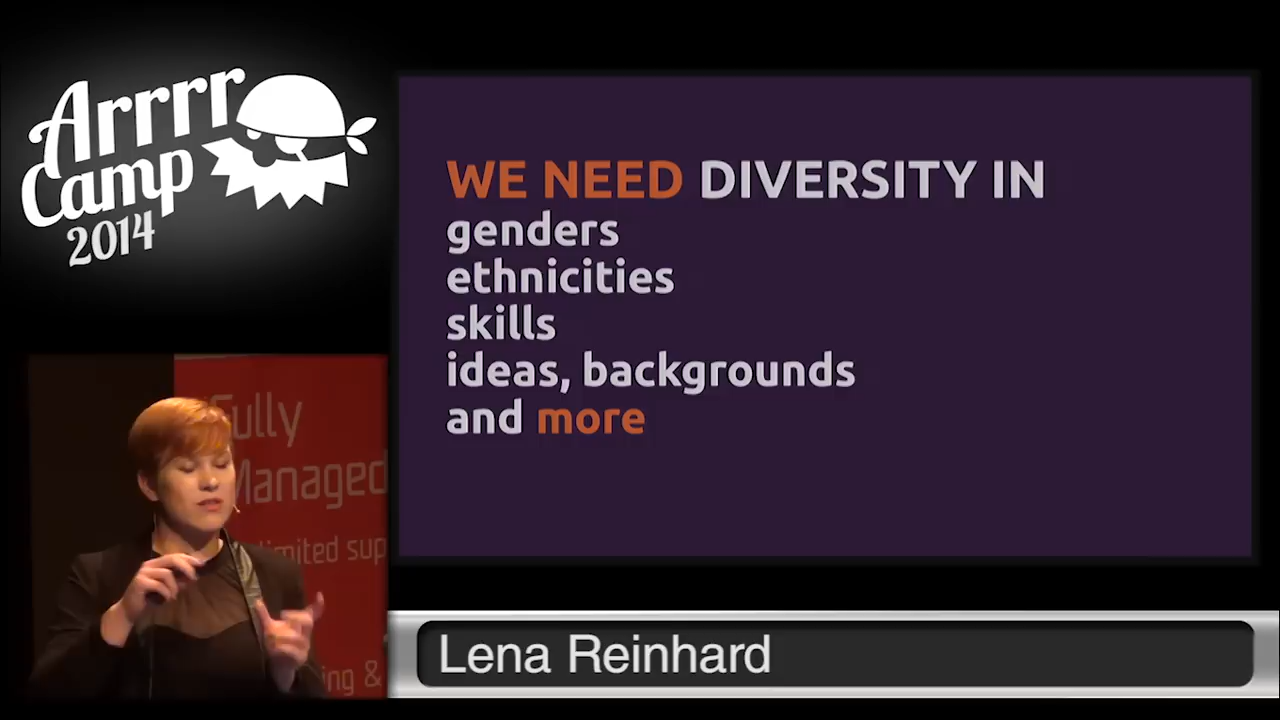 Arrrr
Camp
2014
WE NEED DIVERSITY IN
genders
ethnicities
skills
ideas, backgrounds
and more
Fully
Managed
sup
ing &
Lena Reinhard